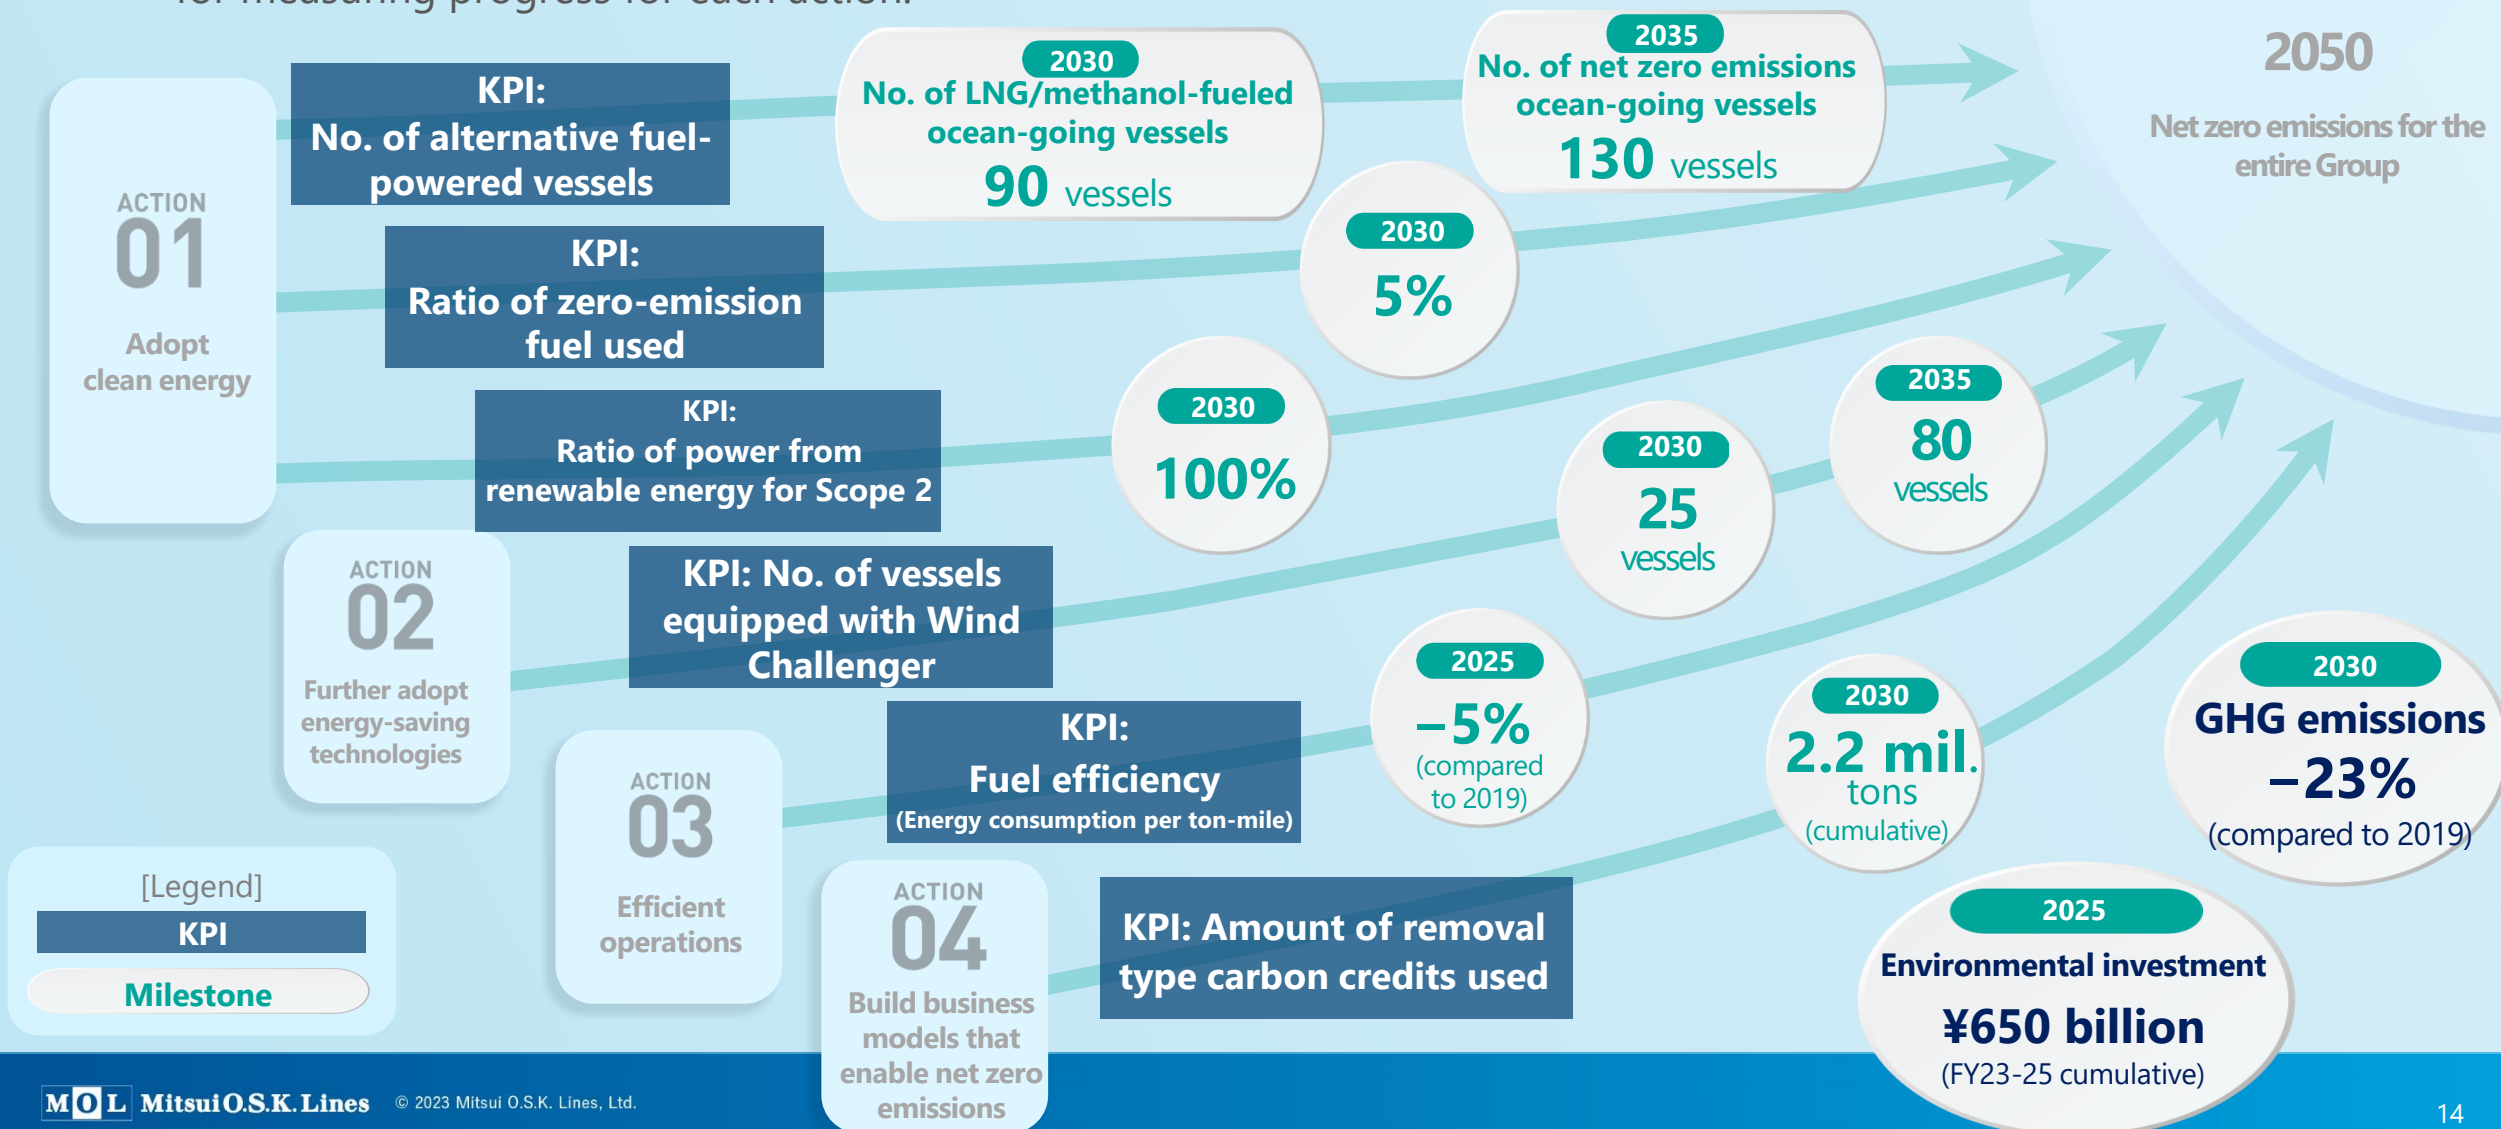 for measuring progress for each action.
ACTION
01
Adopt
clean energy
KPI:
No. of alternative fuel-
powered vessels
2030
No. of LNG/methanol-fueled
ocean-going vessels
90 vessels
2035
No. of net zero emissions
ocean-going vessels
130 vessels
2050
Net zero emissions for the
entire Group
KPI:
Ratio of zero-emission
fuel used
2030
5%
KPI:
Ratio of power from
renewable energy for Scope 2
2030
100%
ACTION
02
Further adopt
energy-saving
technologies
KPI: No. of vessels
equipped with Wind
Challenger
2030
25
vessels
2035
80
vessels
ACTION
03
Efficient
operations
KPI:
Fuel efficiency
(Energy consumption per ton-mile)
2025
−5%
(compared
to 2019)
ACTION
04
Build business
models that
enable net zero
emissions
KPI: Amount of removal
type carbon credits used
2030
2.2 mil.
tons
(cumulative)
2030
GHG emissions
−23%
(compared to 2019)
2025
Environmental investment
¥650 billion
(FY23-25 cumulative)
[Legend]
KPI
Milestone
MOL Mitsui O.S.K. Lines © 2023 Mitsui O.S.K. Lines, Ltd.
14